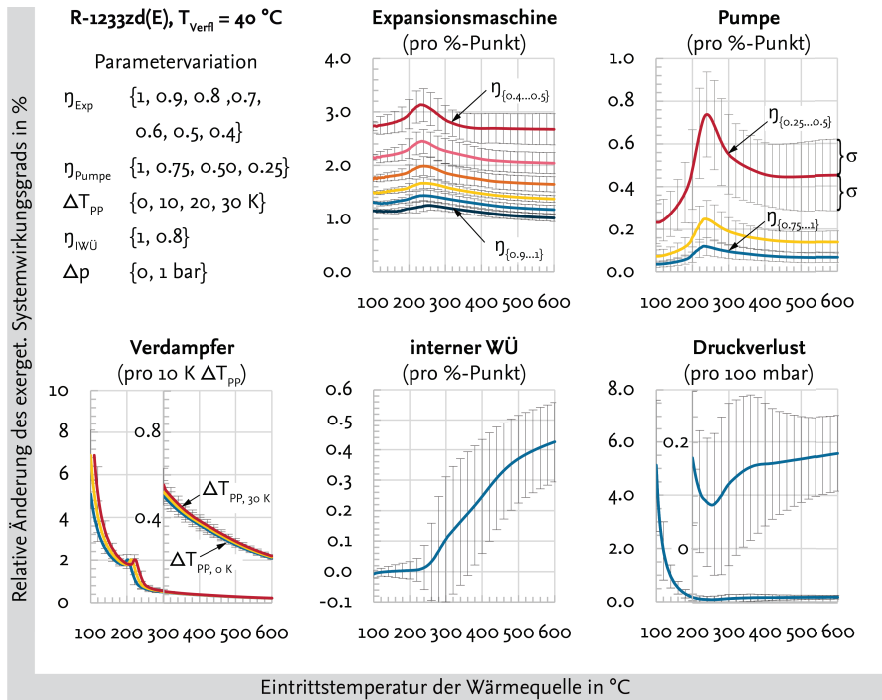 R-1233zd(E), T_Verfl = 40 °C
Parametervariation
η_Exp {1, 0.9, 0.8 ,0.7,
0.6, 0.5, 0.4}
η_Pumpe {1, 0.75, 0.50, 0.25}
ΔT_PP {0, 10, 20, 30 K}
η_IWÜ {1, 0.8}
Δp {0, 1 bar}
Expansionsmaschine
(pro %-Punkt)
4.0
3.0
2.0
1.0
0.0
η_{0.4...0.5}
η_{0.9...1}
100 200 300 400 500 600
Pumpe
(pro %-Punkt)
1.0
0.8
0.6
0.4
0.2
0.0
η_{0.25...0.5}
η_{0.75...1}
σ
σ
100 200 300 400 500 600
Verdampfer
(pro 10 K ΔT_PP)
10
8
6
4
2
0
0.8
0.4
ΔT_PP, 30 K
ΔT_PP, 0 K
100 200 300 400 500 600
interner WÜ
(pro %-Punkt)
0.6
0.5
0.4
0.3
0.2
0.1
0.0
-0.1
100 200 300 400 500 600
Druckverlust
(pro 100 mbar)
8.0
6.0
4.0
2.0
0.0
0.2
0
100 200 300 400 500 600
Relative Änderung des exerget. Systemwirkungsgrads in %
Eintrittstemperatur der Wärmequelle in °C